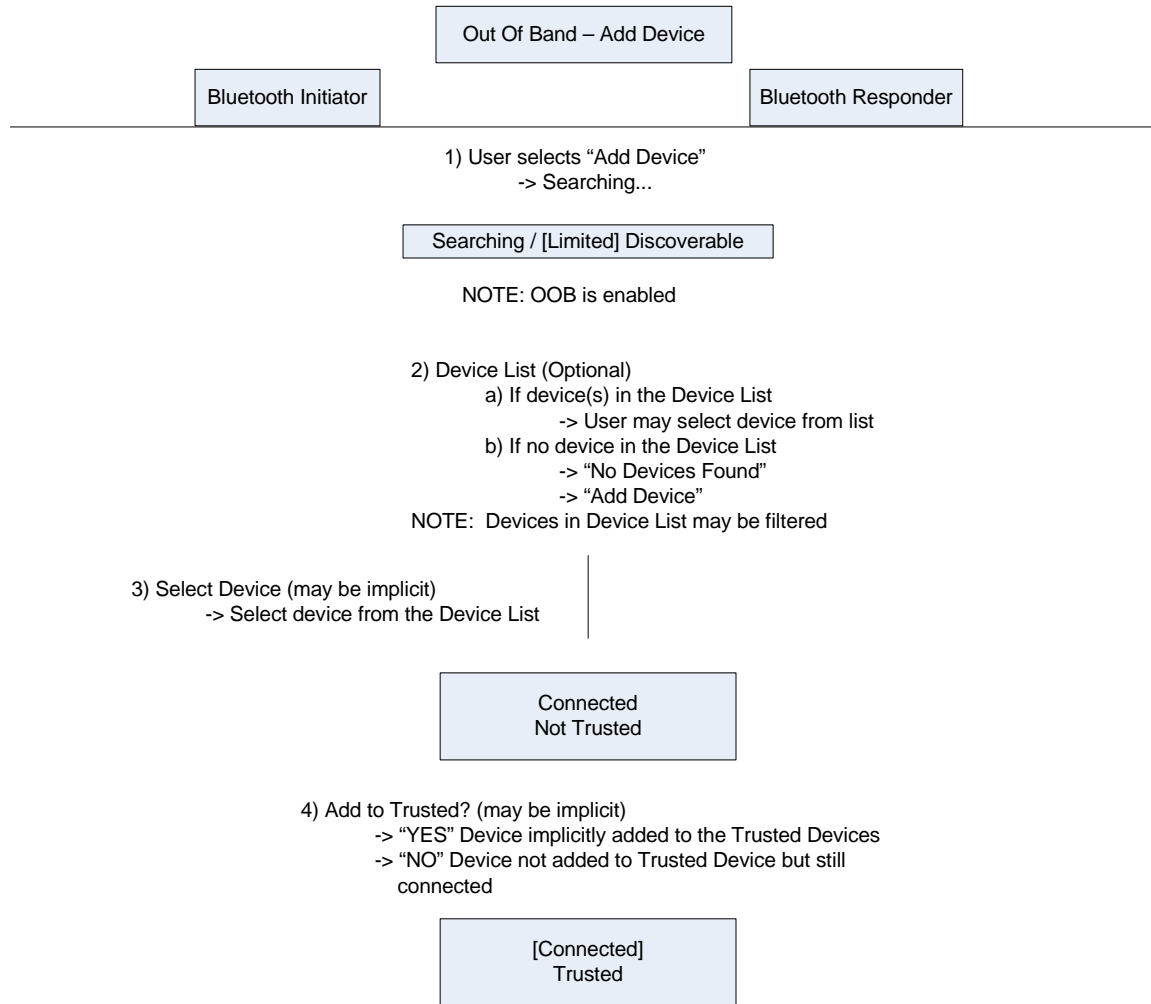 Out Of Band – Add Device
Bluetooth Initiator
Bluetooth Responder
1) User selects “Add Device”
-> Searching...
Searching / [Limited] Discoverable
NOTE: OOB is enabled
2) Device List (Optional)
a) If device(s) in the Device List
-> User may select device from list
b) If no device in the Device List
-> “No Devices Found”
-> “Add Device”
NOTE:  Devices in Device List may be filtered
3) Select Device (may be implicit)
-> Select device from the Device List
Connected
Not Trusted
4) Add to Trusted? (may be implicit)
-> “YES” Device implicitly added to the Trusted Devices
-> “NO” Device not added to Trusted Device but still
connected
[Connected]
Trusted